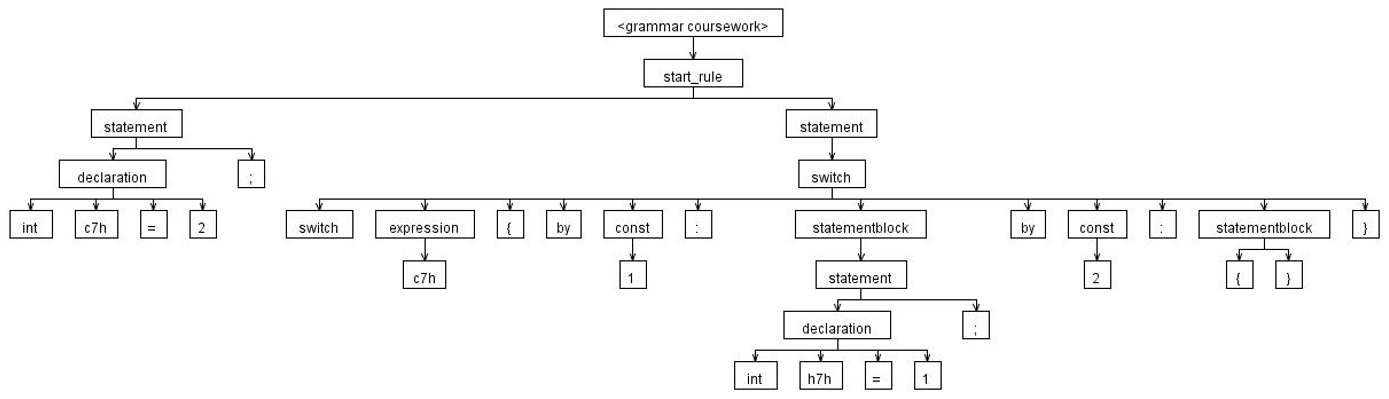 <grammar coursework>
start_rule
statement statement
declaration ; switch
int c7h = 2 switch expression { by const : statementblock by const : statementblock }
c7h 1 statement 2 { }
declaration ;
int h7h = 1